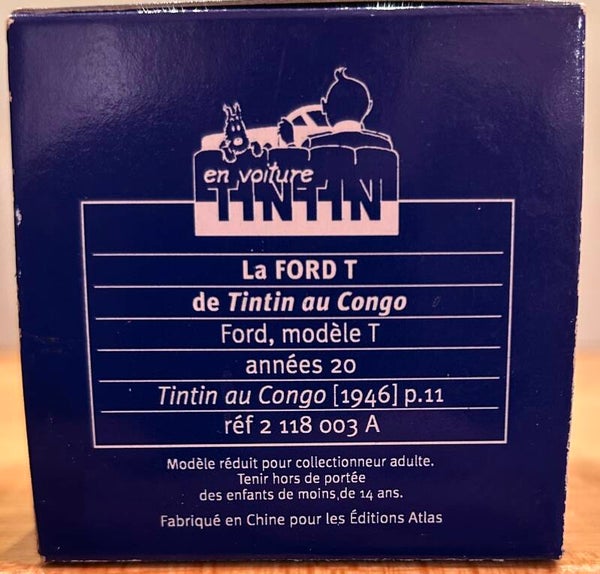 en voiture
TINTIN
La FORD T
de Tintin au Congo
Ford, modèle T
années 20
Tintin au Congo [1946] p.11
réf 2 118 003 A
Modèle réduit pour collectionneur adulte.
Tenir hors de portée
des enfants de moins de 14 ans.
Fabriqué en Chine pour les Éditions Atlas